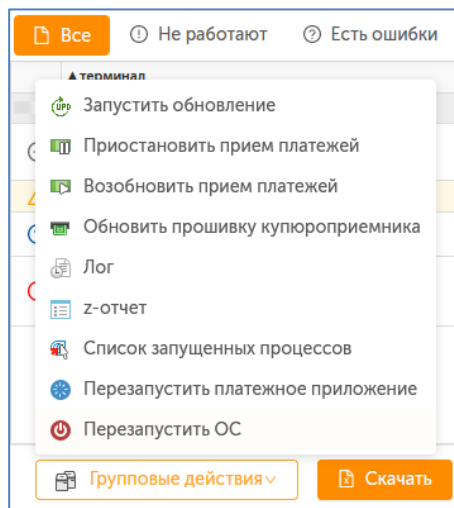 Все Не работают Есть ошибки
▲терминал
Запустить обновление
Приостановить прием платежей
Возобновить прием платежей
Обновить прошивку купюроприемника
Лог
z-отчет
Список запущенных процессов
Перезапустить платежное приложение
Перезапустить ОС
Групповые действия Скачать